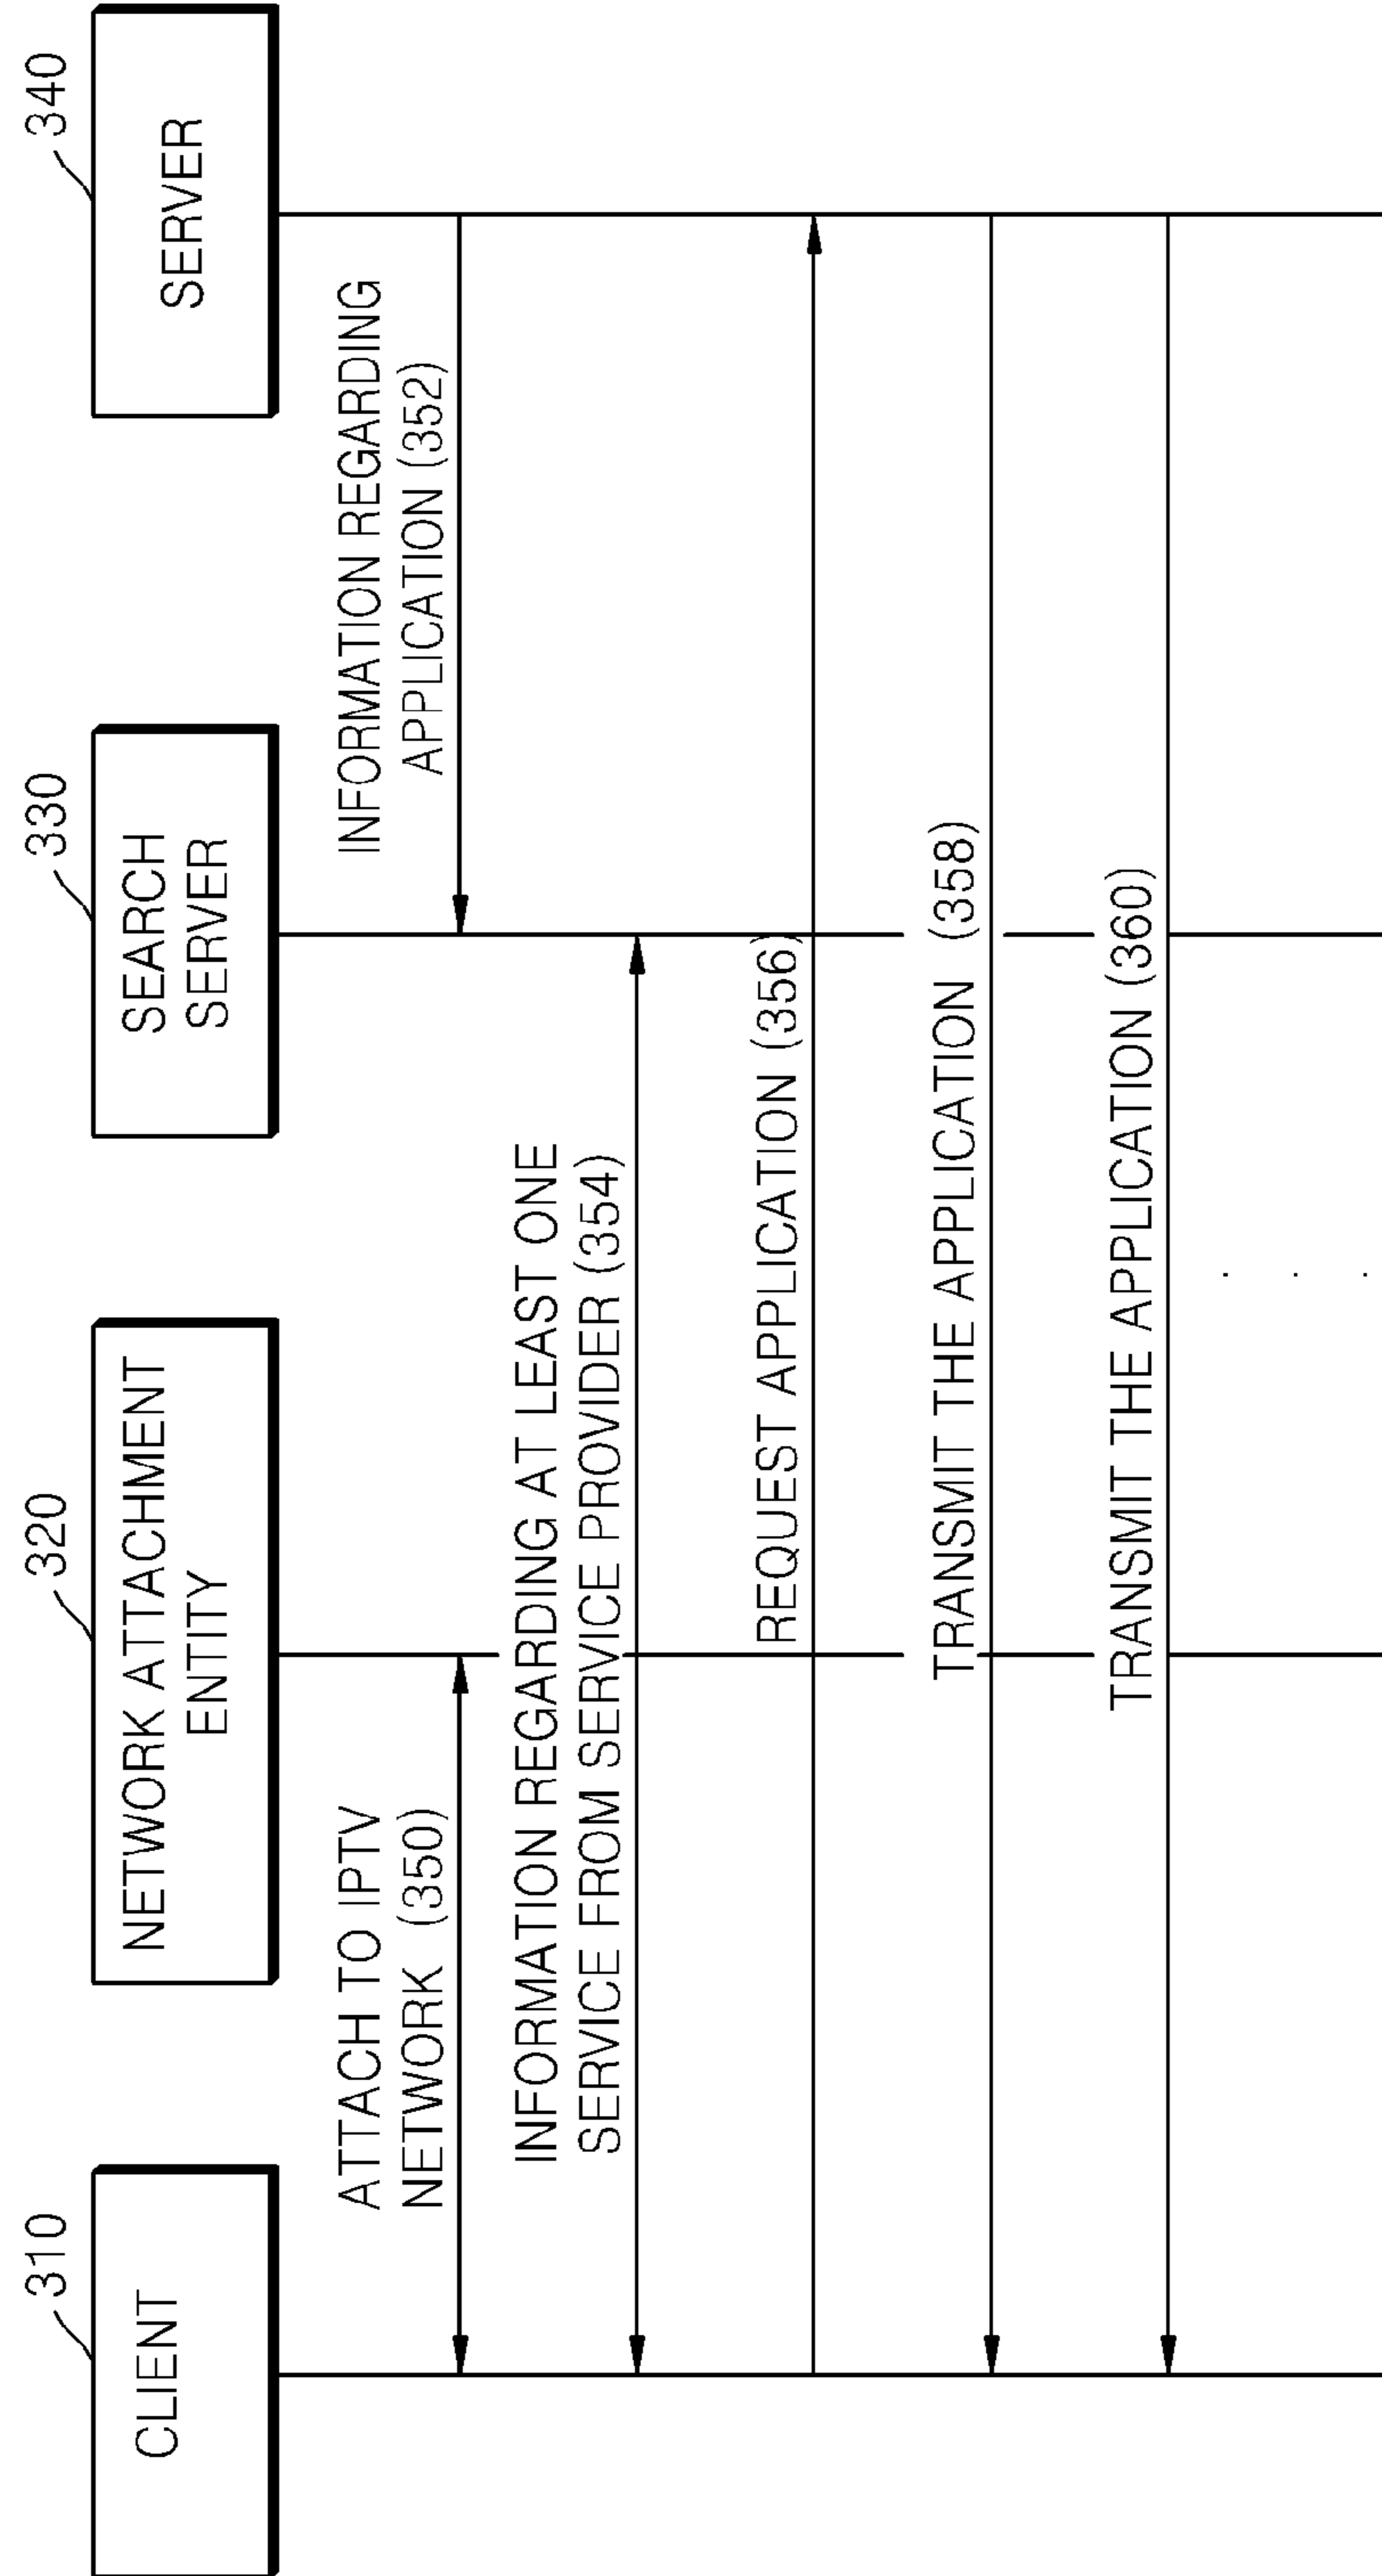 310
CLIENT
320
NETWORK ATTACHMENT
ENTITY
330
SEARCH
SERVER
340
SERVER
ATTACH TO IPTV
NETWORK (350)
INFORMATION REGARDING
APPLICATION (352)
INFORMATION REGARDING AT LEAST ONE
SERVICE FROM SERVICE PROVIDER (354)
REQUEST APPLICATION (356)
TRANSMIT THE APPLICATION (358)
TRANSMIT THE APPLICATION (360)